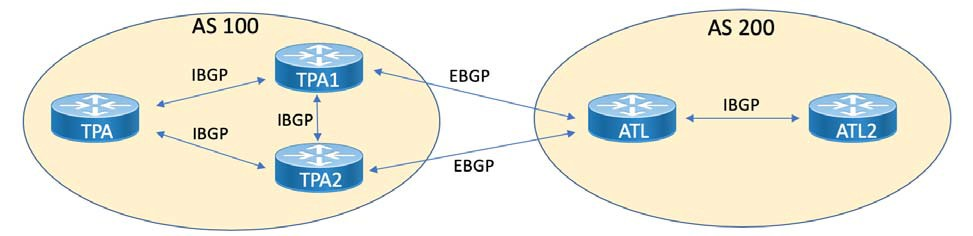 AS 100
AS 200
TPA1
IBGP
EBGP
TPA
IBGP
ATL
IBGP
ATL2
IBGP
TPA2
EBGP